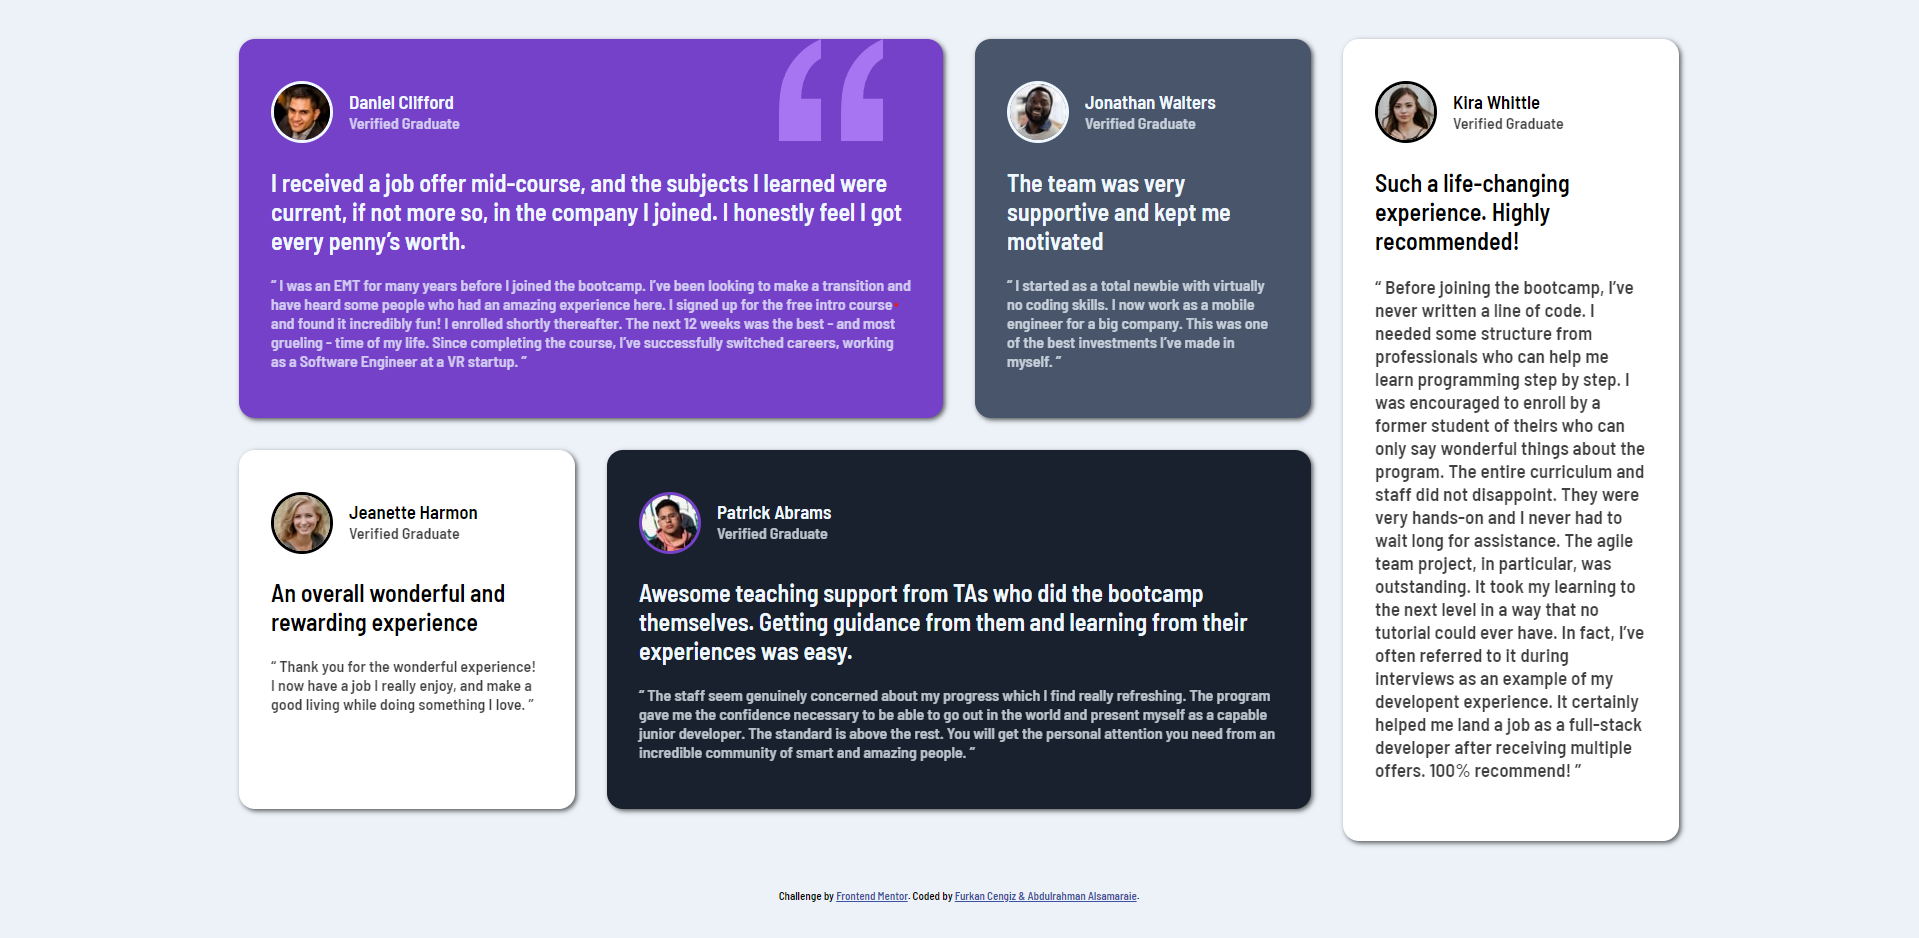 Daniel Clifford
Verified Graduate
I received a job offer mid-course, and the subjects I learned were
current, if not more so, in the company I joined. I honestly feel I got
every penny’s worth.
“ I was an EMT for many years before I joined the bootcamp. I’ve been looking to make a transition and
have heard some people who had an amazing experience here. I signed up for the free intro course
and found it incredibly fun! I enrolled shortly thereafter. The next 12 weeks was the best - and most
grueling - time of my life. Since completing the course, I’ve successfully switched careers, working
as a Software Engineer at a VR startup. ”
Jonathan Walters
Verified Graduate
The team was very
supportive and kept me
motivated
“ I started as a total newbie with virtually
no coding skills. I now work as a mobile
engineer for a big company. This was one
of the best investments I’ve made in
myself. ”
Kira Whittle
Verified Graduate
Such a life-changing
experience. Highly
recommended!
“ Before joining the bootcamp, I’ve
never written a line of code. I
needed some structure from
professionals who can help me
learn programming step by step. I
was encouraged to enroll by a
former student of theirs who can
only say wonderful things about the
program. The entire curriculum and
staff did not disappoint. They were
very hands-on and I never had to
wait long for assistance. The agile
team project, in particular, was
outstanding. It took my learning to
the next level in a way that no
tutorial could ever have. In fact, I’ve
often referred to it during
interviews as an example of my
developent experience. It certainly
helped me land a job as a full-stack
developer after receiving multiple
offers. 100% recommend! ”
Jeanette Harmon
Verified Graduate
An overall wonderful and
rewarding experience
“ Thank you for the wonderful experience!
I now have a job I really enjoy, and make a
good living while doing something I love. ”
Patrick Abrams
Verified Graduate
Awesome teaching support from TAs who did the bootcamp
themselves. Getting guidance from them and learning from their
experiences was easy.
“ The staff seem genuinely concerned about my progress which I find really refreshing. The program
gave me the confidence necessary to be able to go out in the world and present myself as a capable
junior developer. The standard is above the rest. You will get the personal attention you need from an
incredible community of smart and amazing people. ”
Challenge by Frontend Mentor. Coded by Furkan Cengiz & Abdulrahman Alsamaraie.